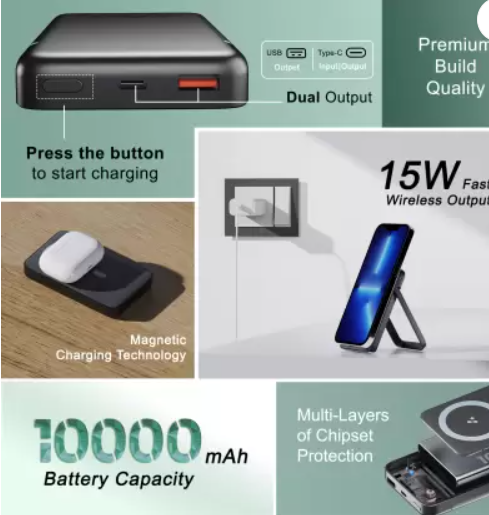 USB
Output
Type-C
Input/Output
Dual Output
Premium
Build
Quality
Press the button
to start charging
15W Fast
Wireless Output
Magnetic
Charging Technology
10000 mAh
Battery Capacity
Multi-Layers
of Chipset
Protection